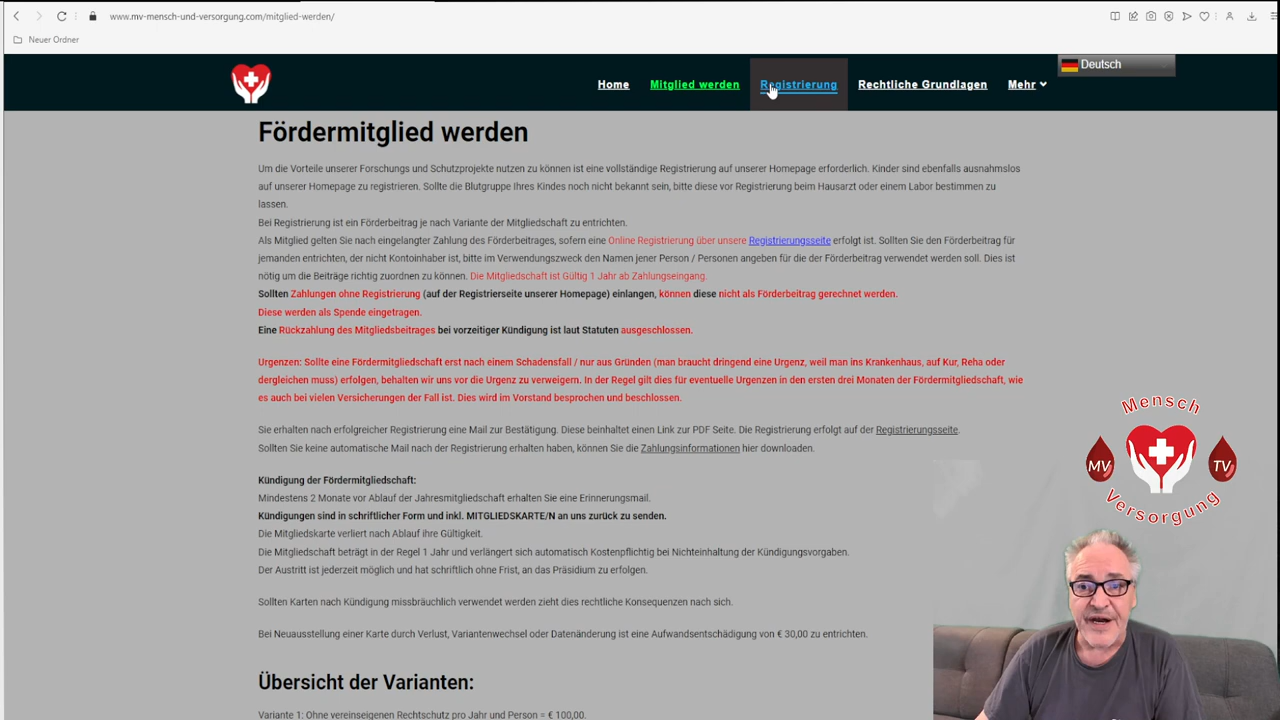 www.mv-mensch-und-versorgung.com/mitglied-werden/
Neuer Ordner
Deutsch
Home Mitglied werden Registrierung Rechtliche Grundlagen Mehr
Fördermitglied werden
Um die Vorteile unserer Forschungs und Schutzprojekte nutzen zu können ist eine vollständige Registrierung auf unserer Homepage erforderlich. Kinder sind ebenfalls ausnahmslos
auf unserer Homepage zu registrieren. Sollte die Blutgruppe Ihres Kindes noch nicht bekannt sein, bitte diese vor Registrierung beim Hausarzt oder einem Labor bestimmen zu
lassen.
Bei Registrierung ist ein Förderbeitrag je nach Variante der Mitgliedschaft zu entrichten.
Als Mitglied gelten Sie nach eingelangter Zahlung des Förderbeitrages, sofern eine Online Registrierung über unsere Registrierungsseite erfolgt ist. Sollten Sie den Förderbeitrag für
jemanden entrichten, der nicht Kontoinhaber ist, bitte im Verwendungszweck den Namen jener Person / Personen angeben für die der Förderbeitrag verwendet werden soll. Dies ist
nötig um die Beiträge richtig zuordnen zu können. Die Mitgliedschaft ist Gültig 1 Jahr ab Zahlungseingang.
Sollten Zahlungen ohne Registrierung (auf der Registrierseite unserer Homepage) einlangen, können diese nicht als Förderbeitrag gerechnet werden.
Diese werden als Spende eingetragen.
Eine Rückzahlung des Mitgliedsbeitrages bei vorzeitiger Kündigung ist laut Statuten ausgeschlossen.
Urgenzen: Sollte eine Fördermitgliedschaft erst nach einem Schadensfall / nur aus Gründen (man braucht dringend eine Urgenz, weil man ins Krankenhaus, auf Kur, Reha oder
dergleichen muss) erfolgen, behalten wir uns vor die Urgenz zu verweigern. In der Regel gilt dies für eventuelle Urgenzen in den ersten drei Monaten der Fördermitgliedschaft, wie
es auch bei vielen Versicherungen der Fall ist. Dies wird im Vorstand besprochen und beschlossen.
Sie erhalten nach erfolgreicher Registrierung eine Mail zur Bestätigung. Diese beinhaltet einen Link zur PDF Seite. Die Registrierung erfolgt auf der Registrierungsseite.
Sollten Sie keine automatische Mail nach der Registrierung erhalten haben, können Sie die Zahlungsinformationen hier downloaden.
Kündigung der Fördermitgliedschaft:
Mindestens 2 Monate vor Ablauf der Jahresmitgliedschaft erhalten Sie eine Erinnerungsmail.
Kündigungen sind in schriftlicher Form und inkl. MITGLIEDSKARTE/N an uns zurück zu senden.
Die Mitgliedskarte verliert nach Ablauf ihre Gültigkeit.
Die Mitgliedschaft beträgt in der Regel 1 Jahr und verlängert sich automatisch Kostenpflichtig bei Nichteinhaltung der Kündigungsvorgaben.
Der Austritt ist jederzeit möglich und hat schriftlich ohne Frist, an das Präsidium zu erfolgen.
Sollten Karten nach Kündigung missbräuchlich verwendet werden zieht dies rechtliche Konsequenzen nach sich.
Bei Neuausstellung einer Karte durch Verlust, Variantenwechsel oder Datenänderung ist eine Aufwandsentschädigung von € 30,00 zu entrichten.
Übersicht der Varianten:
Variante 1: Ohne vereinseigenen Rechtschutz pro Jahr und Person = € 100,00.
Mensch
MV TV
Versorgung